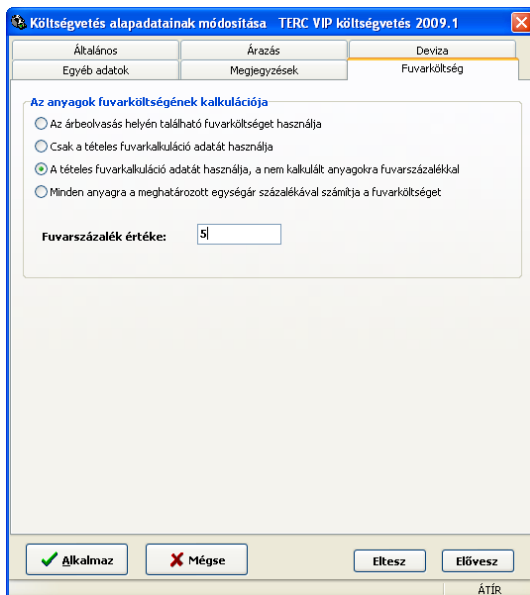 Költségvetés alapadatainak módosítása TERC VIP költségvetés 2009.1
Általános Árazás Deviza
Egyéb adatok Megjegyzések Fuvarköltség
Az anyagok fuvarköltségének kalkulációja
Az árbeolvasás helyén található fuvarköltséget használja
Csak a tételes fuvarkalkuláció adatát használja
A tételes fuvarkalkuláció adatát használja, a nem kalkulált anyagokra fuvarszázalékkal
Minden anyagra a meghatározott egységár százalékával számítja a fuvarköltséget
Fuvarszázalék értéke: 5
Alkalmaz Mégse Eltesz Elővesz
ÁTÍR